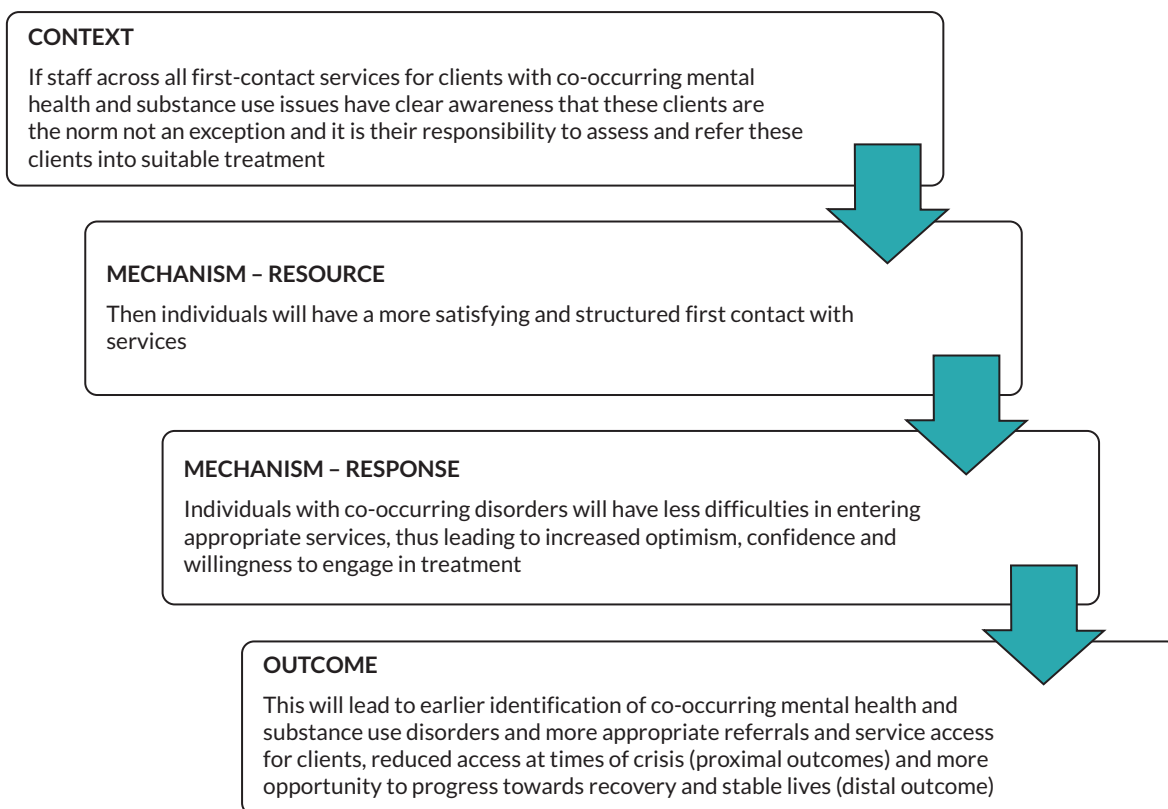 CONTEXT
If staff across all first-contact services for clients with co-occurring mental
health and substance use issues have clear awareness that these clients are
the norm not an exception and it is their responsibility to assess and refer these
clients into suitable treatment
MECHANISM – RESOURCE
Then individuals will have a more satisfying and structured first contact with
services
MECHANISM – RESPONSE
Individuals with co-occurring disorders will have less difficulties in entering
appropriate services, thus leading to increased optimism, confidence and
willingness to engage in treatment
OUTCOME
This will lead to earlier identification of co-occurring mental health and
substance use disorders and more appropriate referrals and service access
for clients, reduced access at times of crisis (proximal outcomes) and more
opportunity to progress towards recovery and stable lives (distal outcome)